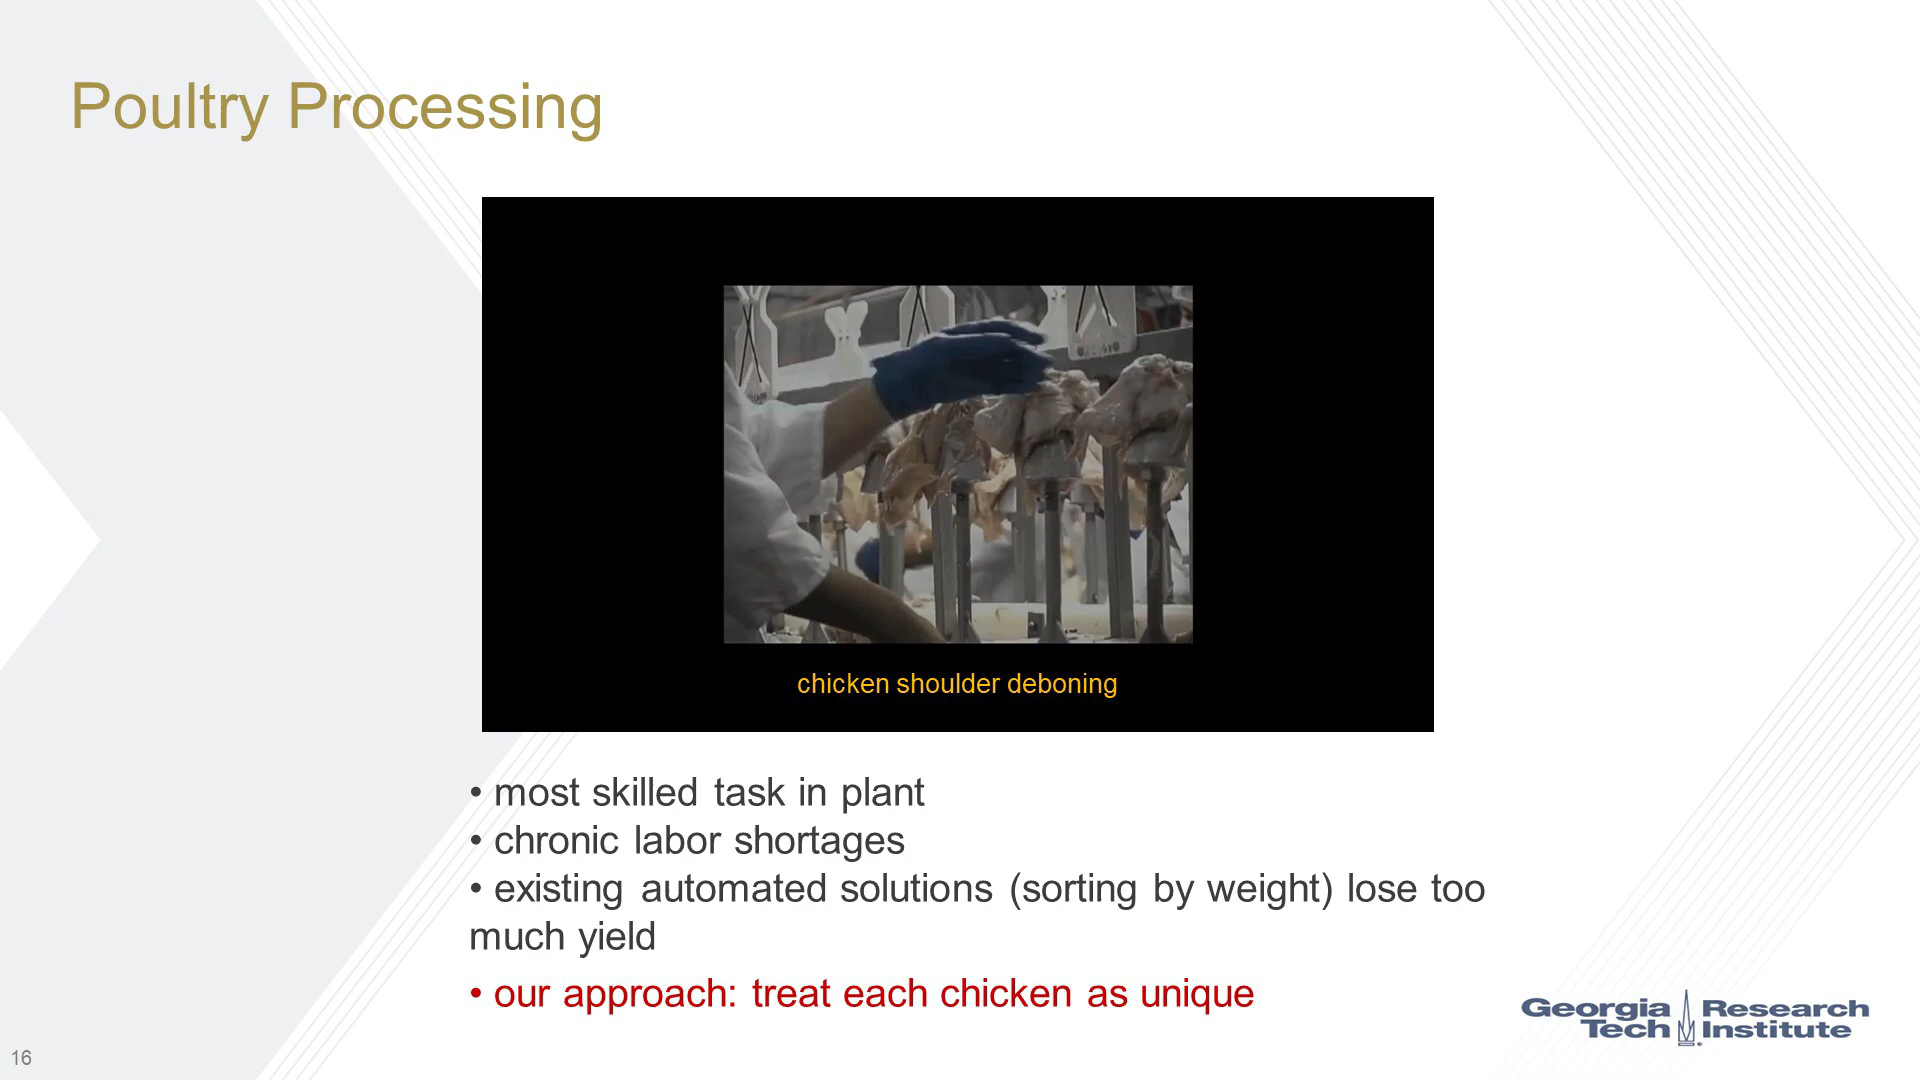 Poultry Processing
chicken shoulder deboning
• most skilled task in plant
• chronic labor shortages
• existing automated solutions (sorting by weight) lose too
much yield
• our approach: treat each chicken as unique
Georgia Tech
Research Institute
16